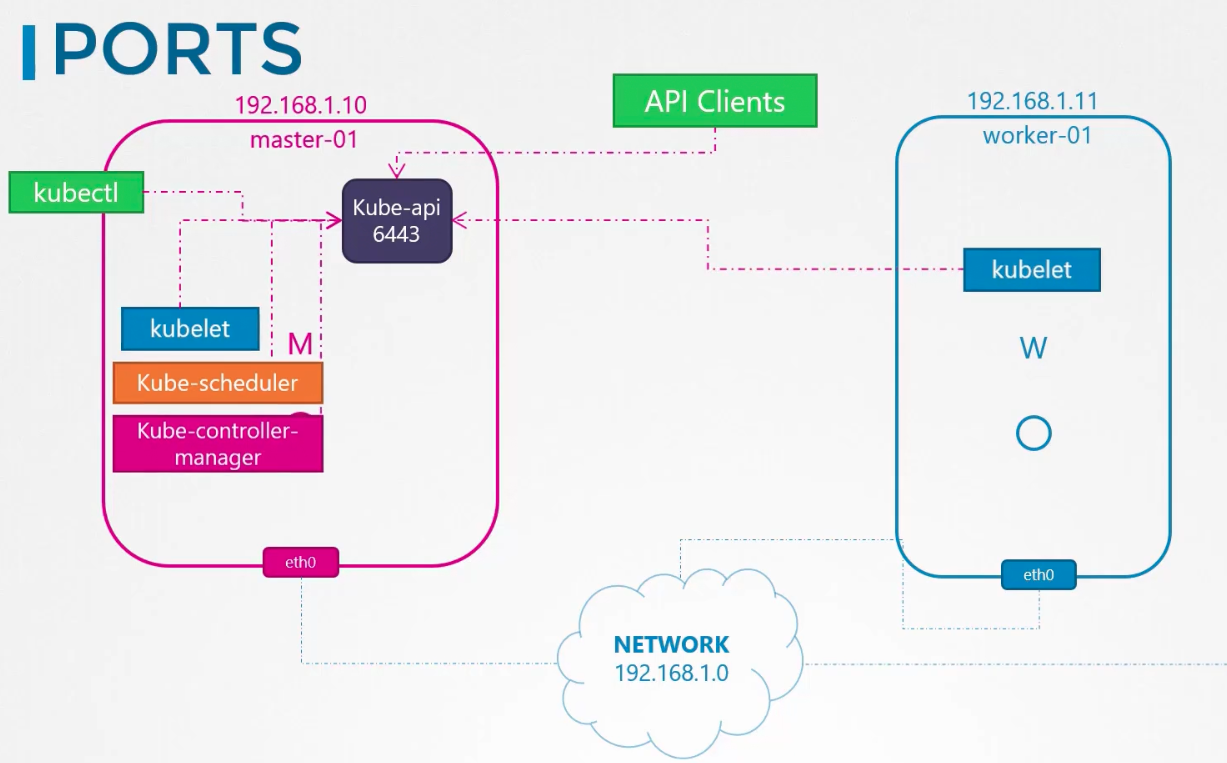 PORTS
192.168.1.10
master-01
API Clients
192.168.1.11
worker-01
kubectl
Kube-api
6443
kubelet
kubelet
M
W
Kube-scheduler
Kube-controller-
manager
eth0
eth0
NETWORK
192.168.1.0